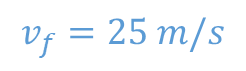 v_f = 25 m/s